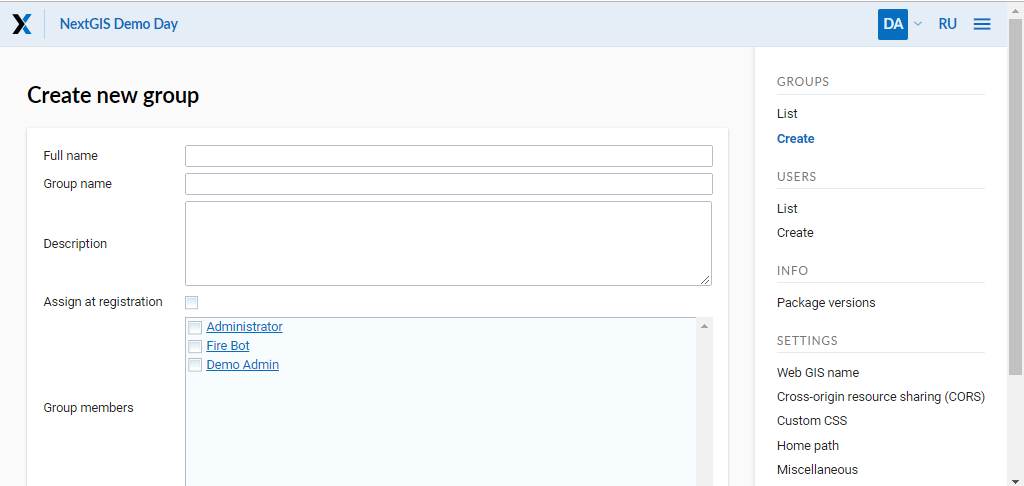 NextGIS Demo Day
DA
RU
Create new group
Full name
Group name
Description
Assign at registration
Administrator
Fire Bot
Demo Admin
Group members
GROUPS
List
Create
USERS
List
Create
INFO
Package versions
SETTINGS
Web GIS name
Cross-origin resource sharing (CORS)
Custom CSS
Home path
Miscellaneous